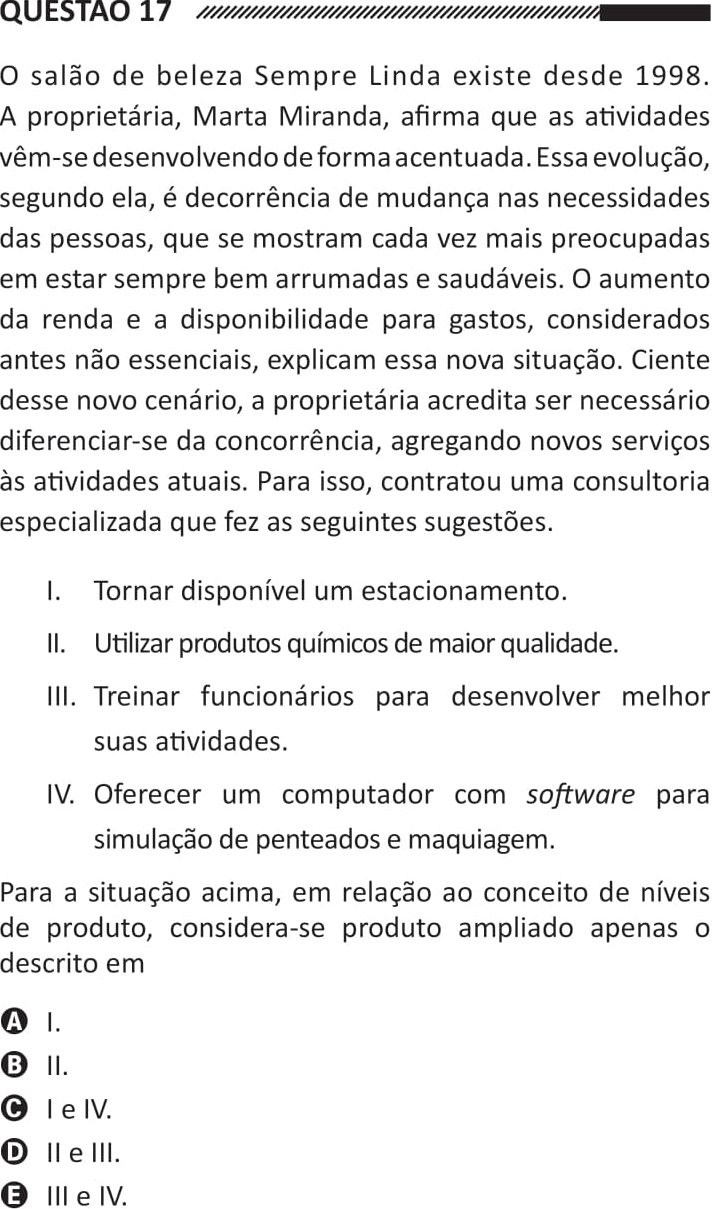 QUESTÃO 17
O salão de beleza Sempre Linda existe desde 1998.
A proprietária, Marta Miranda, afirma que as atividades
vêm-se desenvolvendo de forma acentuada. Essa evolução,
segundo ela, é decorrência de mudança nas necessidades
das pessoas, que se mostram cada vez mais preocupadas
em estar sempre bem arrumadas e saudáveis. O aumento
da renda e a disponibilidade para gastos, considerados
antes não essenciais, explicam essa nova situação. Ciente
desse novo cenário, a proprietária acredita ser necessário
diferenciar-se da concorrência, agregando novos serviços
às atividades atuais. Para isso, contratou uma consultoria
especializada que fez as seguintes sugestões.
I. Tornar disponível um estacionamento.
II. Utilizar produtos químicos de maior qualidade.
III. Treinar funcionários para desenvolver melhor
suas atividades.
IV. Oferecer um computador com software para
simulação de penteados e maquiagem.
Para a situação acima, em relação ao conceito de níveis
de produto, considera-se produto ampliado apenas o
descrito em
A I.
B II.
C I e IV.
D II e III.
E III e IV.